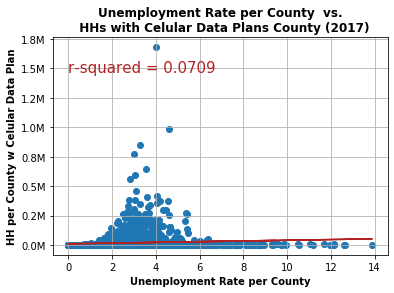 Unemployment Rate per County vs.
HHs with Celular Data Plans County (2017)
1.8M
1.5M
1.2M
1.0M
0.8M
0.5M
0.2M
0.0M
HH per County w Celular Data Plan
r-squared = 0.0709
0 2 4 6 8 10 12 14
Unemployment Rate per County